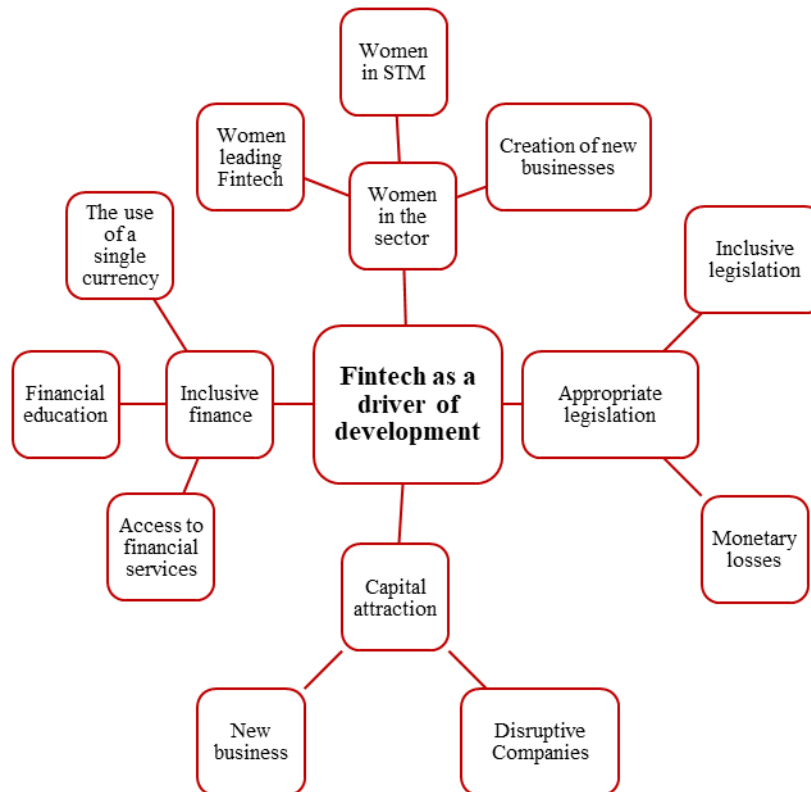 Women
in STM
Women
leading
Fintech
Women
in the
sector
Creation of new
businesses
The use
of a
single
currency
Inclusive
legislation
Financial
education
Inclusive
finance
Fintech as a
driver of
development
Appropriate
legislation
Access to
financial
services
Monetary
losses
Capital
attraction
New
business
Disruptive
Companies